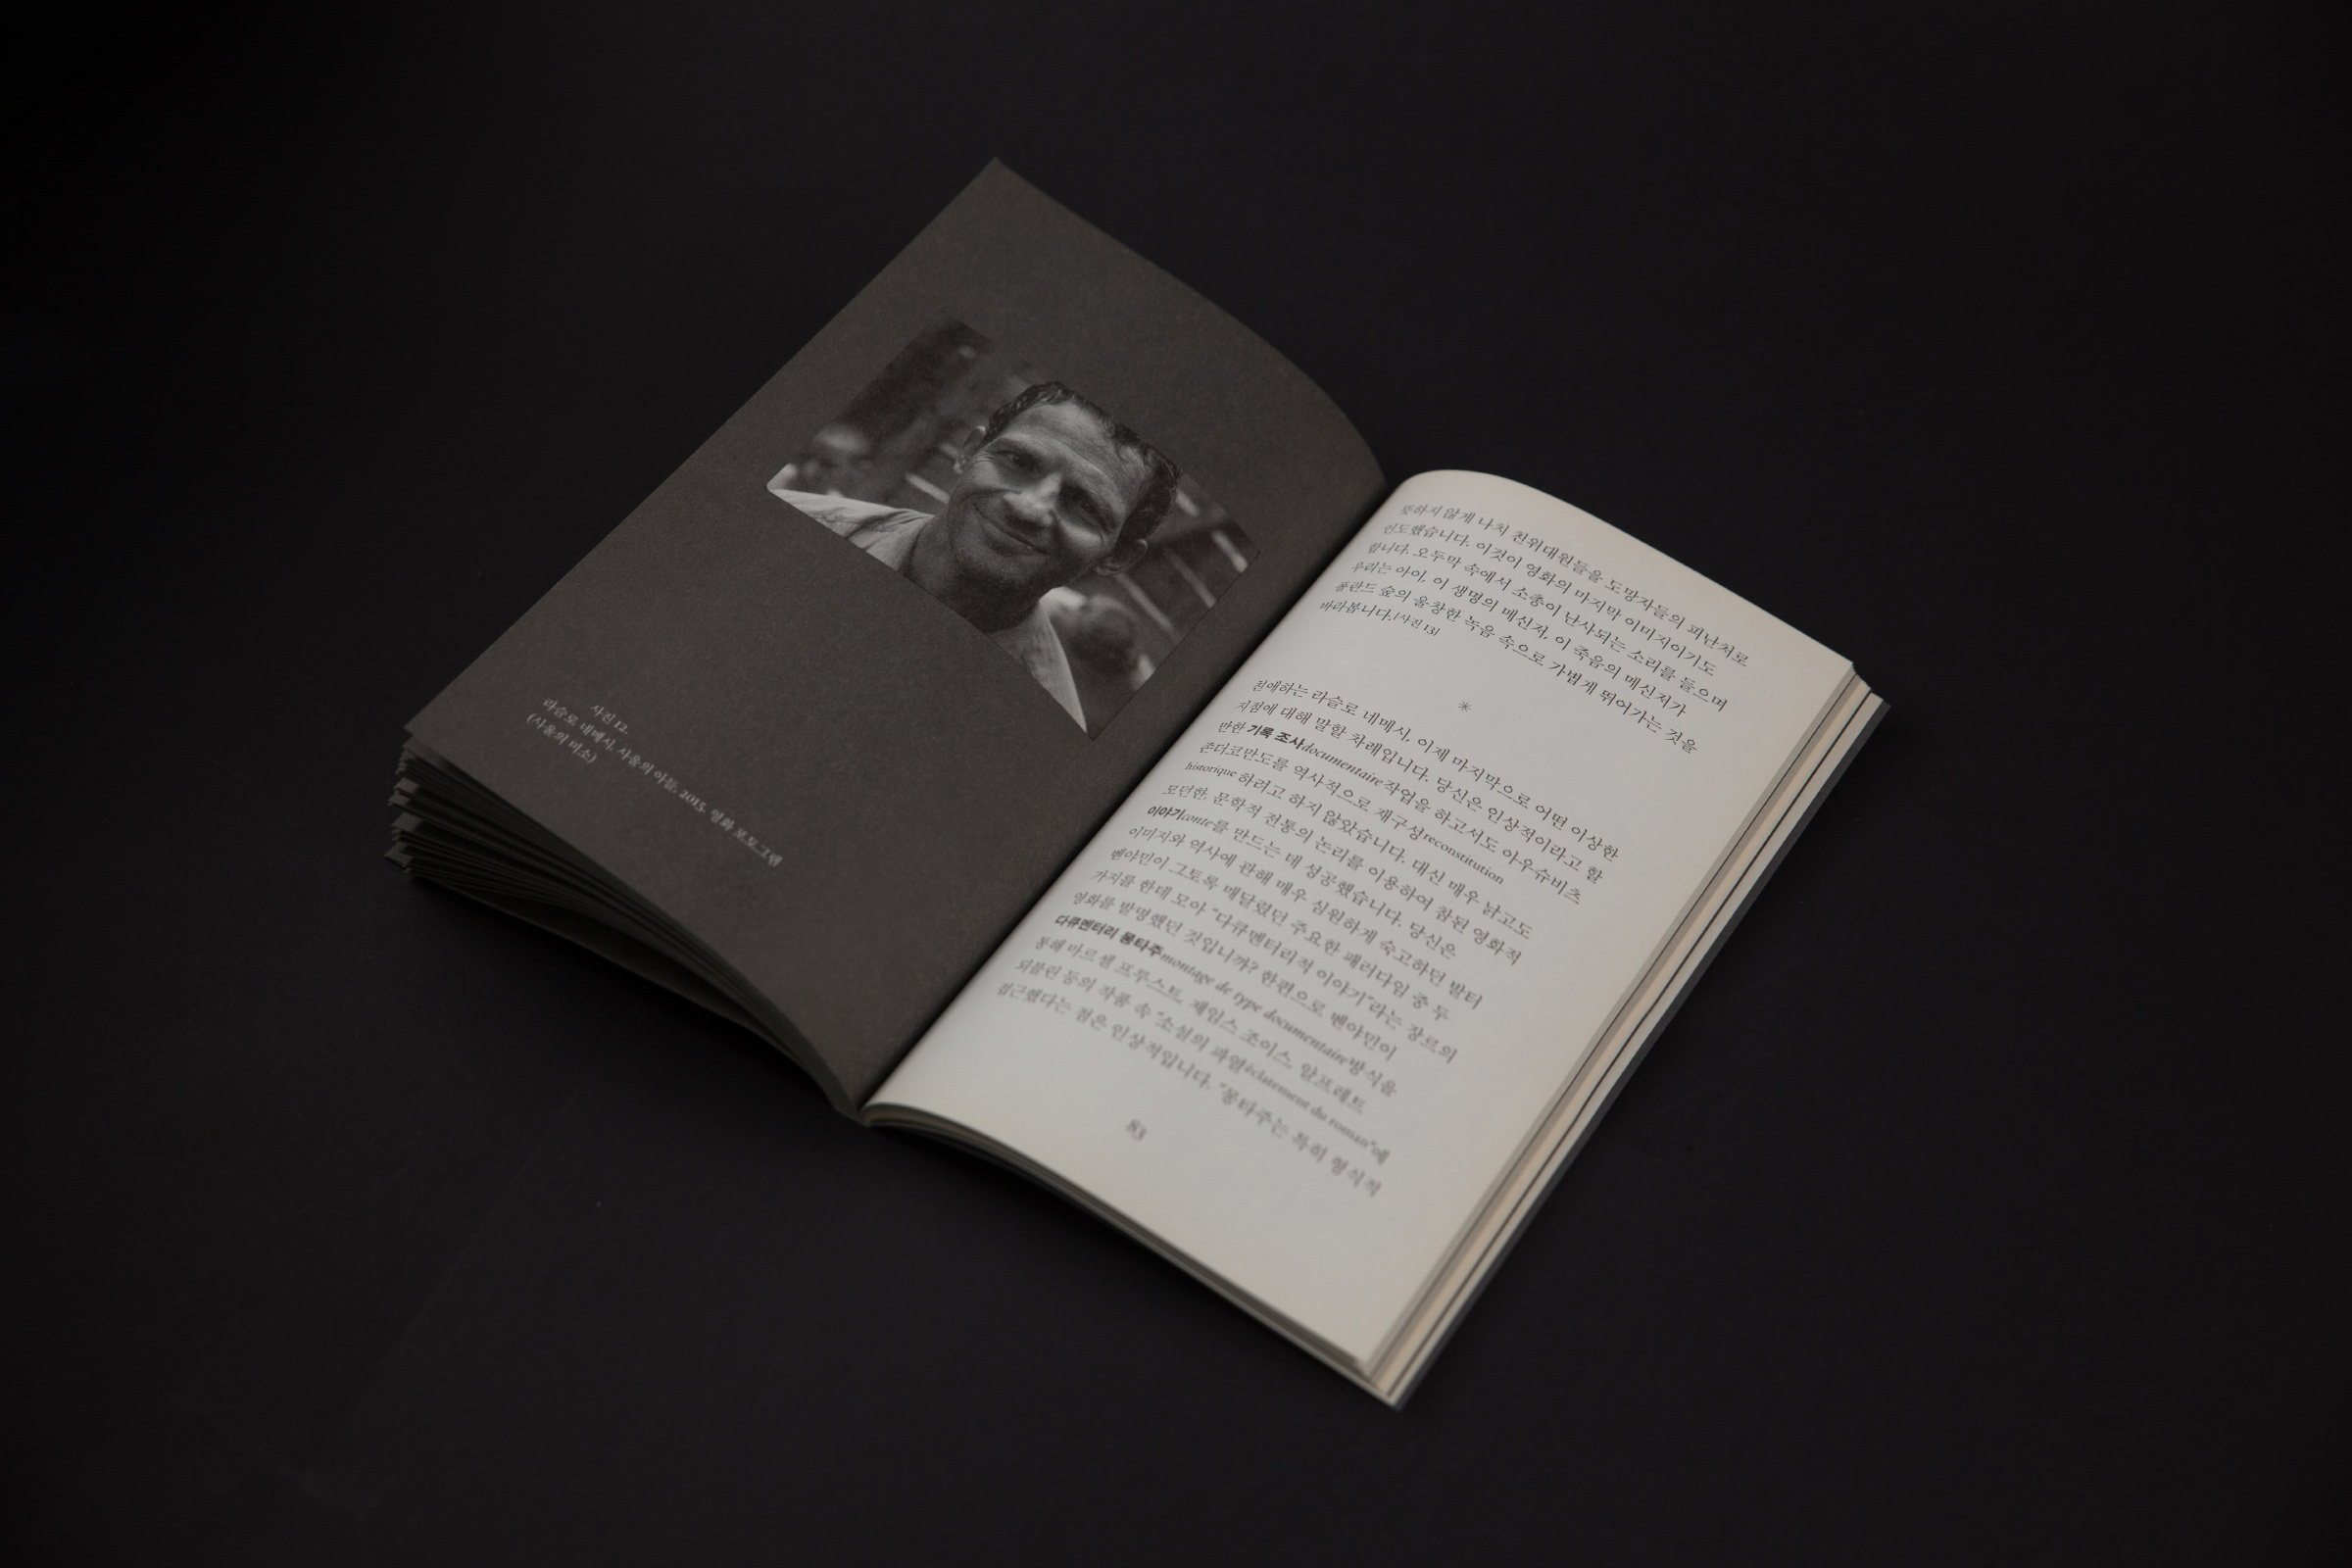 사진 12.
라슬로 네메시, 사울의 아들, 2015. 영화 포토그램
(사울의 미소)
뜻하지 않게 나치 친위대원들을 도망자들의 피난처로
인도했습니다. 이것이 영화의 마지막 이미지이기도
합니다. 오두막 속에서 소총이 난사되는 소리를 들으며
우리는 아이, 이 생명의 메신저, 이 죽음의 메신저가
폴란드 숲의 울창한 녹음 속으로 가볍게 뛰어가는 것을
바라봅니다.[사진 13]
*
친애하는 라슬로 네메시, 이제 마지막으로 어떤 이상한
지점에 대해 말할 차례입니다. 당신은 인상적이라고 할
만한 기록 조사documentaire작업을 하고서도 아우슈비츠
존더코만도를 역사적으로 재구성reconstitution
historique 하려고 하지 않았습니다. 대신 매우 낡고도
모던한, 문학적 전통의 논리를 이용하여 참된 영화적
이야기conte를 만드는 데 성공했습니다. 당신은
이미지와 역사에 관해 매우 심원하게 숙고하던 발터
벤야민이 그토록 매달렸던 주요한 패러다임 중 두
가지를 한데 모아 “다큐멘터리적 이야기”라는 장르의
영화를 발명했던 것입니까? 한편으로 벤야민이
다큐멘터리 몽타주montage de type documentaire방식을
통해 마르셀 프루스트, 제임스 조이스, 알프레트
되블린 등의 작품 속 “소설의 파열éclatement du roman”에
접근했다는 점은 인상적입니다. “몽타주는 특히 형식적
83